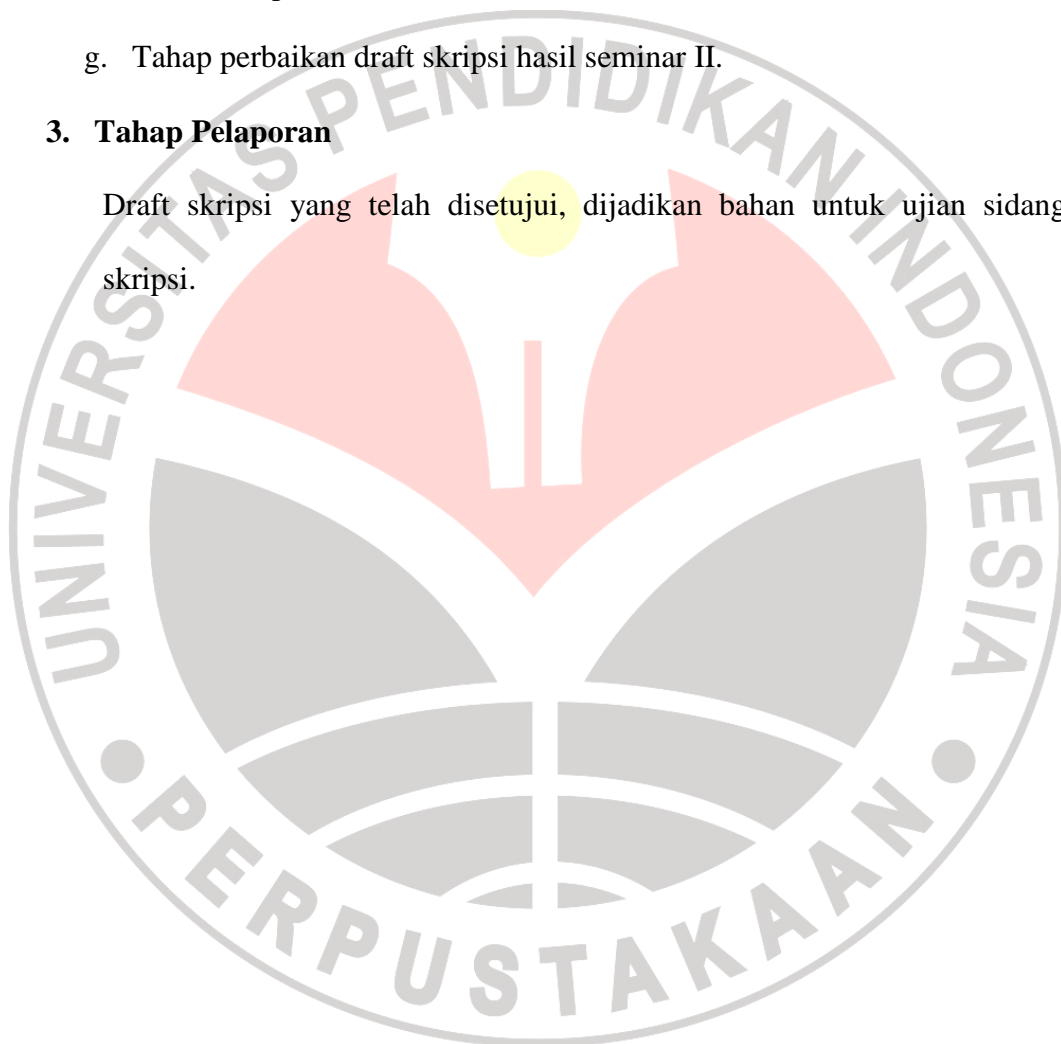 g. Tahap perbaikan draft skripsi hasil seminar II.
3. Tahap Pelaporan
Draft skripsi yang telah disetujui, dijadikan bahan untuk ujian sidang
skripsi.
UNIVERSITAS PENDIDIKAN INDONESIA
PERPUSTAKAAN